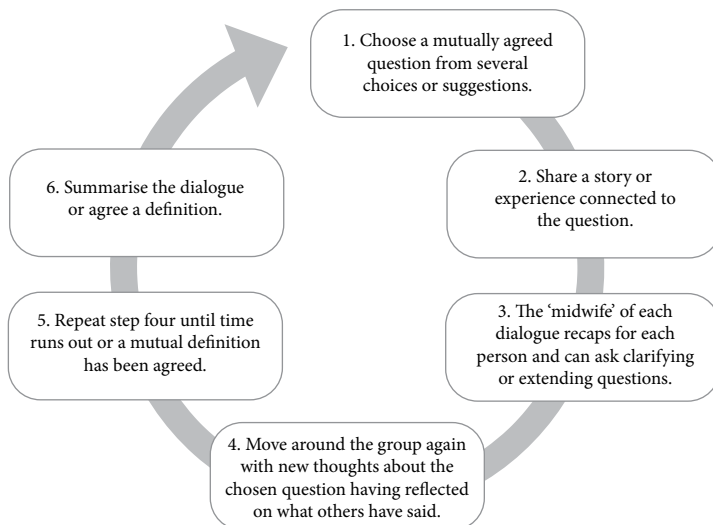 1. Choose a mutually agreed
question from several
choices or suggestions.
2. Share a story or
experience connected to
the question.
3. The ‘midwife’ of each
dialogue recaps for each
person and can ask clarifying
or extending questions.
4. Move around the group again
with new thoughts about the
chosen question having reflected
on what others have said.
5. Repeat step four until time
runs out or a mutual definition
has been agreed.
6. Summarise the dialogue
or agree a definition.